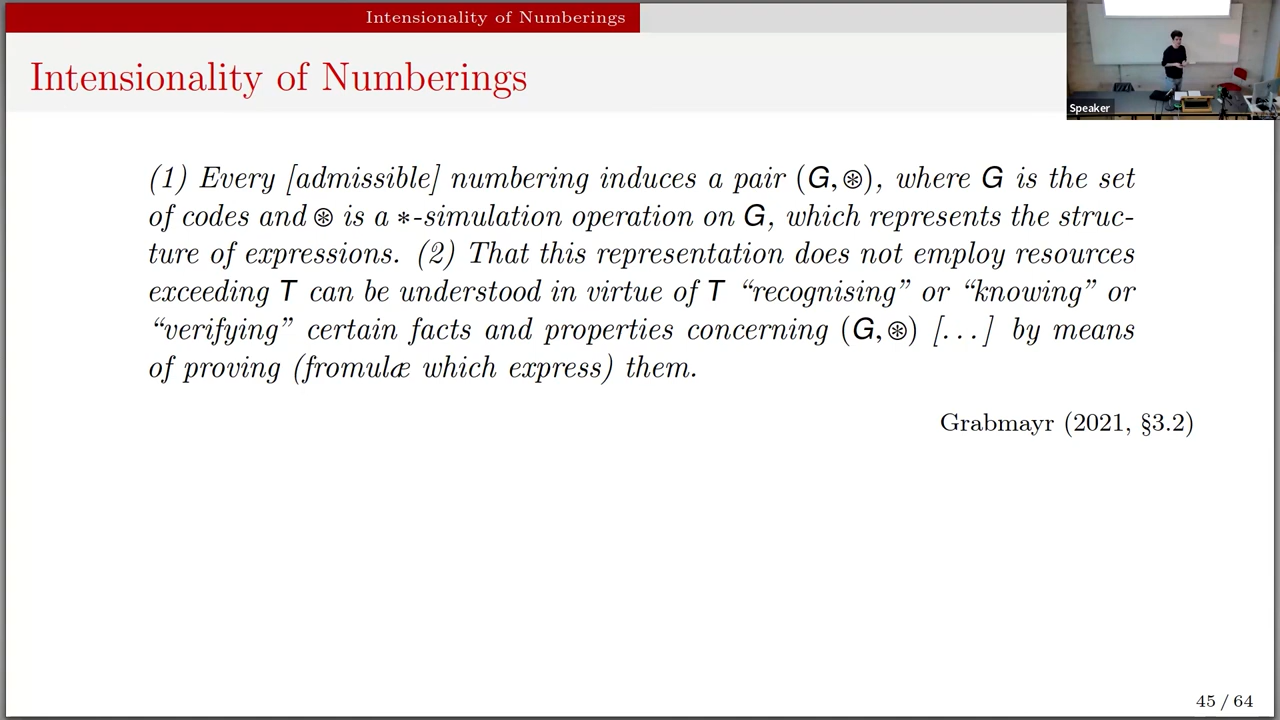 Intensionality of Numberings
Intensionality of Numberings
Speaker
(1) Every [admissible] numbering induces a pair (G, ⊛), where G is the set
of codes and ⊛ is a ∗-simulation operation on G, which represents the struc-
ture of expressions. (2) That this representation does not employ resources
exceeding T can be understood in virtue of T “recognising” or “knowing” or
“verifying” certain facts and properties concerning (G, ⊛) [...] by means
of proving (fromulæ which express) them.
Grabmayr (2021, §3.2)
45 / 64